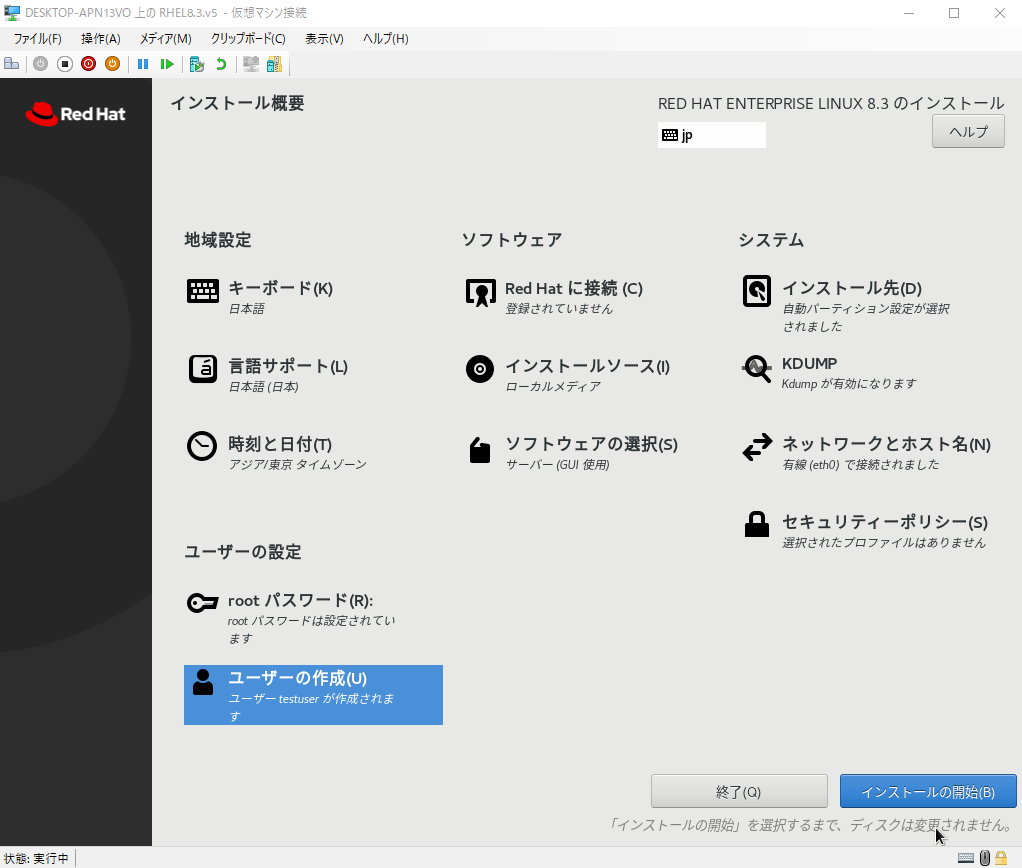 DESKTOP-APN13VO 上の RHEL8.3.v5 - 仮想マシン接続
ファイル(F) 操作(A) メディア(M) クリップボード(C) 表示(V) ヘルプ(H)
Red Hat
インストール概要
RED HAT ENTERPRISE LINUX 8.3 のインストール
jp
ヘルプ
地域設定
キーボード(K)
日本語
言語サポート(L)
日本語 (日本)
時刻と日付(T)
アジア/東京 タイムゾーン
ソフトウェア
Red Hat に接続 (C)
登録されていません
インストールソース(I)
ローカルメディア
ソフトウェアの選択(S)
サーバー (GUI 使用)
システム
インストール先(D)
自動パーティション設定が選択
されました
KDUMP
Kdump が有効になります
ネットワークとホスト名(N)
有線 (eth0) で接続されました
セキュリティーポリシー(S)
選択されたプロファイルはありません
ユーザーの設定
root パスワード(R):
root パスワードは設定されてい
ます
ユーザーの作成(U)
ユーザー testuser が作成されま
す
終了(Q)
インストールの開始(B)
「インストールの開始」を選択するまで、ディスクは変更されません。
状態: 実行中